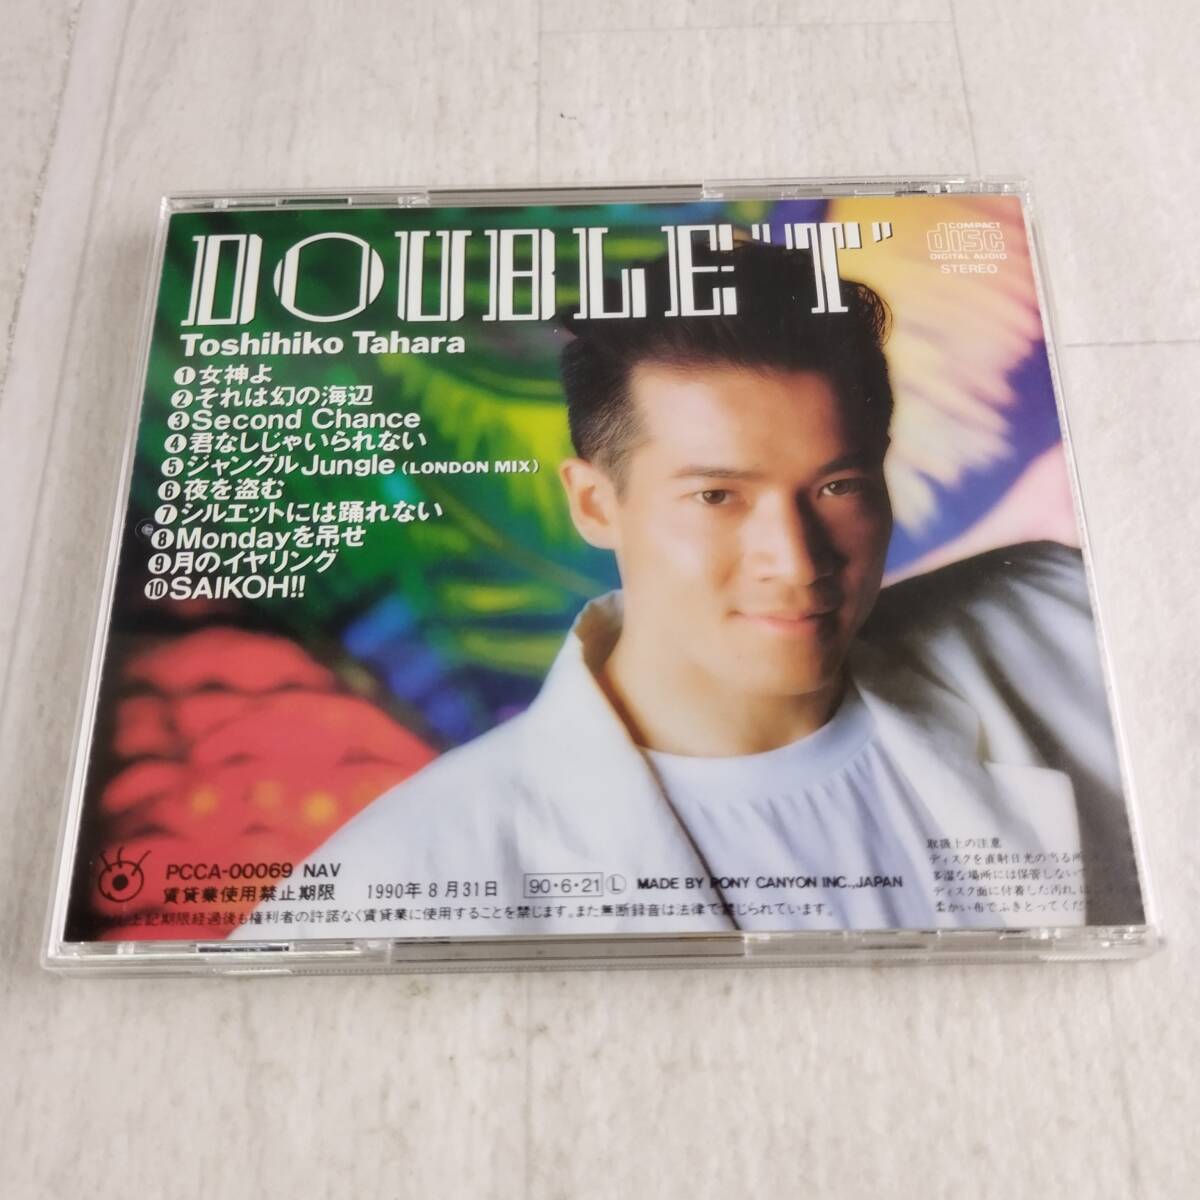 DOUBLE "T"
COMPACT
disc
DIGITAL AUDIO
STEREO
Toshihiko Tahara
1 女神よ
2 それは幻の海辺
3 Second Chance
4 君なしじゃいられない
5 ジャングル Jungle (LONDON MIX)
6 夜を盗む
7 シルエットには踊れない
8 Mondayを吊せ
9 月のイヤリング
10 SAIKOH!!
取扱上の注意
ディスクを直射日光の当る所
多湿な場所には保管しない
ディスク面に付着した汚れ
柔かい布でふきとってくだ
PCCA-00069 NAV
賃貸業使用禁止期限 1990年8月31日 90・6・21 L MADE BY PONY CANYON INC., JAPAN
上記期限経過後も権利者の許諾なく賃貸業に使用することを禁じます。また無断録音は法律で禁じられています。